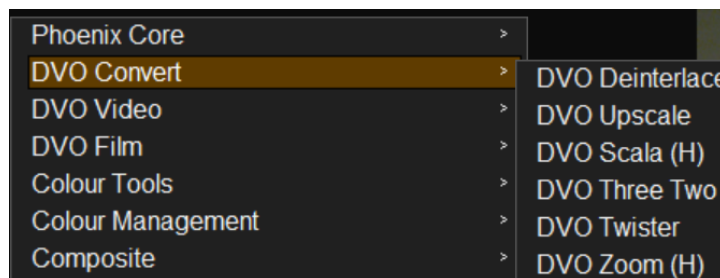 Phoenix Core >
DVO Convert >
DVO Video >
DVO Film >
Colour Tools >
Colour Management >
Composite >
DVO Deinterlace
DVO Upscale
DVO Scala (H)
DVO Three Two
DVO Twister
DVO Zoom (H)